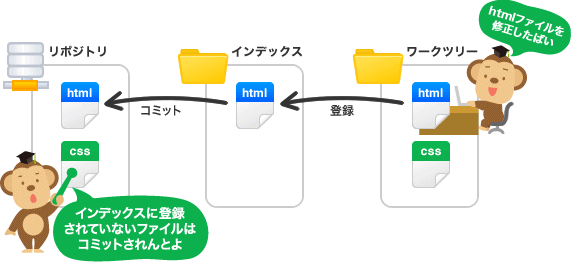 リポジトリ
インデックス
ワークツリー
htmlファイルを
修正したばい
html
コミット
html
登録
html
css
css
インデックスに登録
されていないファイルは
コミットされんとよ